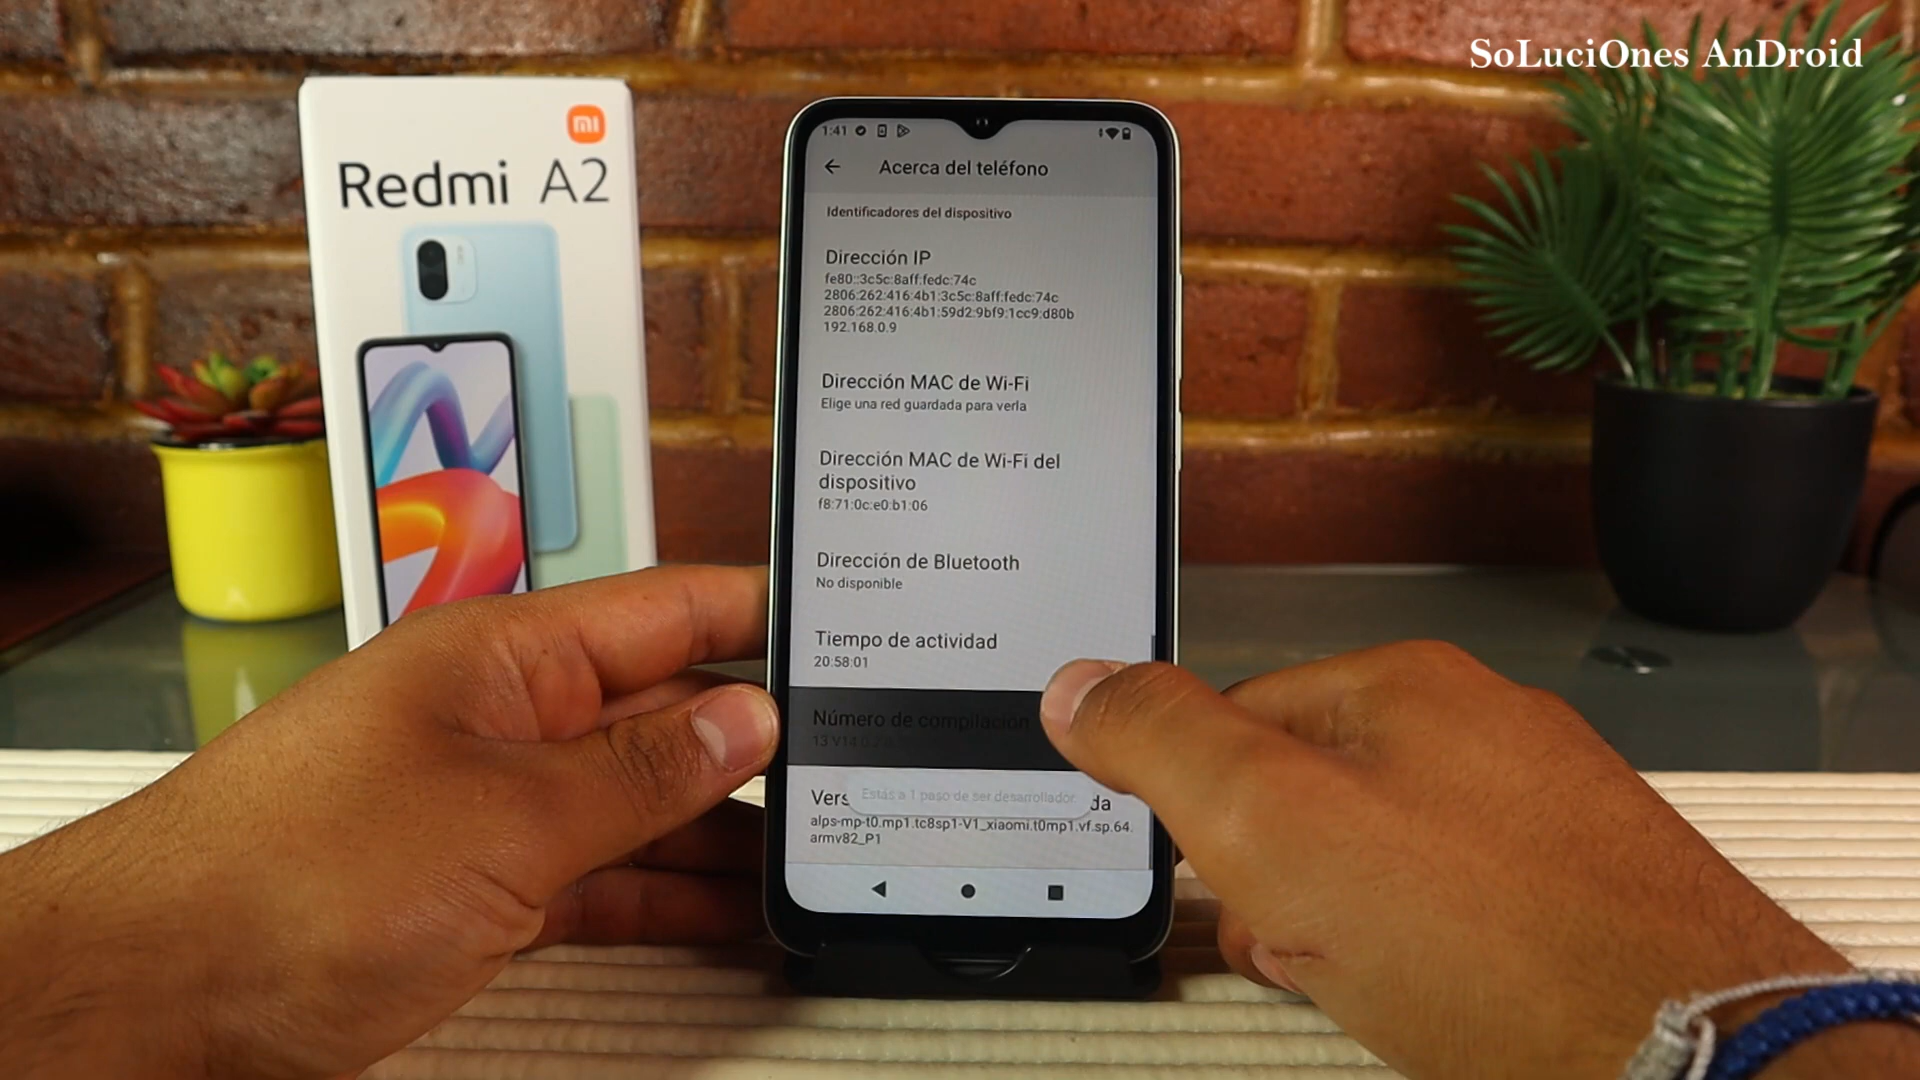 SoLuciOnes AnDroid
mi
Redmi A2
1:41
Acerca del teléfono
Identificadores del dispositivo
Dirección IP
fe80::3c5c:8aff:fedc:74c
2806:262:416:4b1:3c5c:8aff:fedc:74c
2806:262:416:4b1:59d2:9bf9:1cc9:d80b
192.168.0.9
Dirección MAC de Wi-Fi
Elige una red guardada para verla
Dirección MAC de Wi-Fi del
dispositivo
f8:71:0c:e0:b1:06
Dirección de Bluetooth
No disponible
Tiempo de actividad
20:58:01
Número de compilación
13 V14
Estás a 1 paso de ser desarrollador.
alps-mp-t0.mp1.tc8sp1-V1_xiaomi.t0mp1.vf.sp.64.
armv82_P1